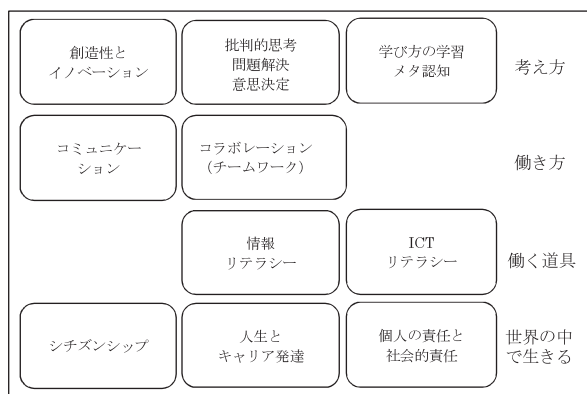 創造性と
イノベーション
批判的思考
問題解決
意思決定
学び方の学習
メタ認知
考え方
コミュニケー
ション
コラボレーション
（チームワーク）
働き方
情報
リテラシー
ICT
リテラシー
働く道具
シチズンシップ
人生と
キャリア発達
個人の責任と
社会的責任
世界の中
で生きる